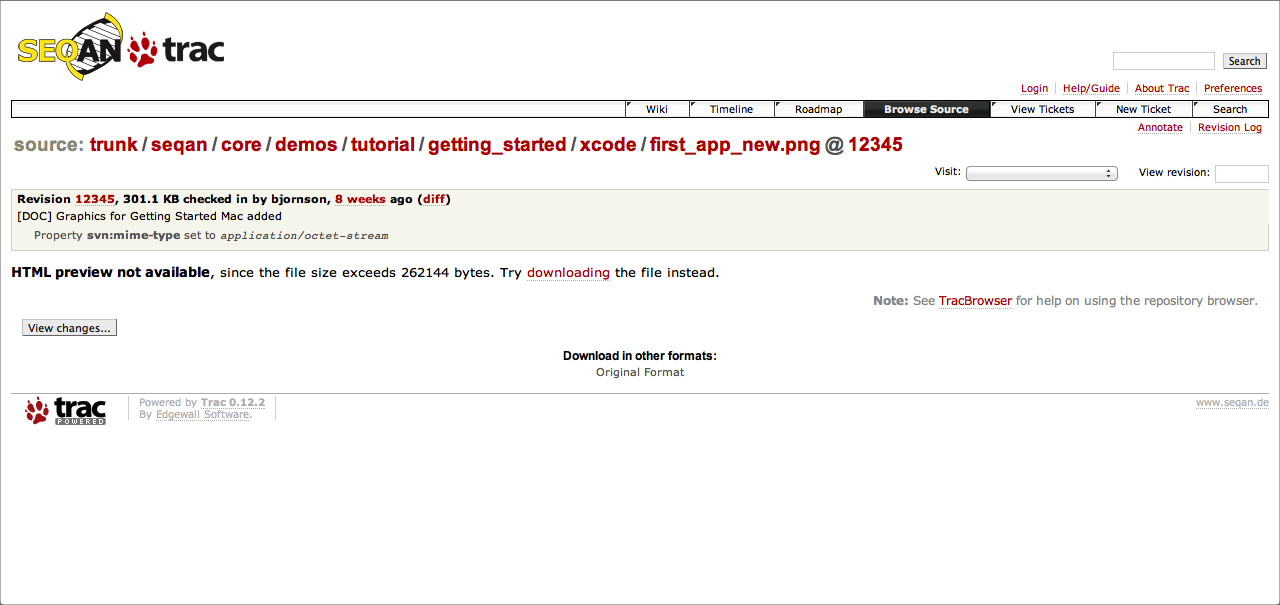 SEQAN trac
Search
Login Help/Guide About Trac Preferences
Wiki Timeline Roadmap Browse Source View Tickets New Ticket Search
Annotate Revision Log
source: trunk / seqan / core / demos / tutorial / getting_started / xcode / first_app_new.png @ 12345
Visit: View revision:
Revision 12345, 301.1 KB checked in by bjornson, 8 weeks ago (diff)
[DOC] Graphics for Getting Started Mac added
Property svn:mime-type set to application/octet-stream
HTML preview not available, since the file size exceeds 262144 bytes. Try downloading the file instead.
Note: See TracBrowser for help on using the repository browser.
View changes...
Download in other formats:
Original Format
trac
POWERED
Powered by Trac 0.12.2
By Edgewall Software.
www.seqan.de